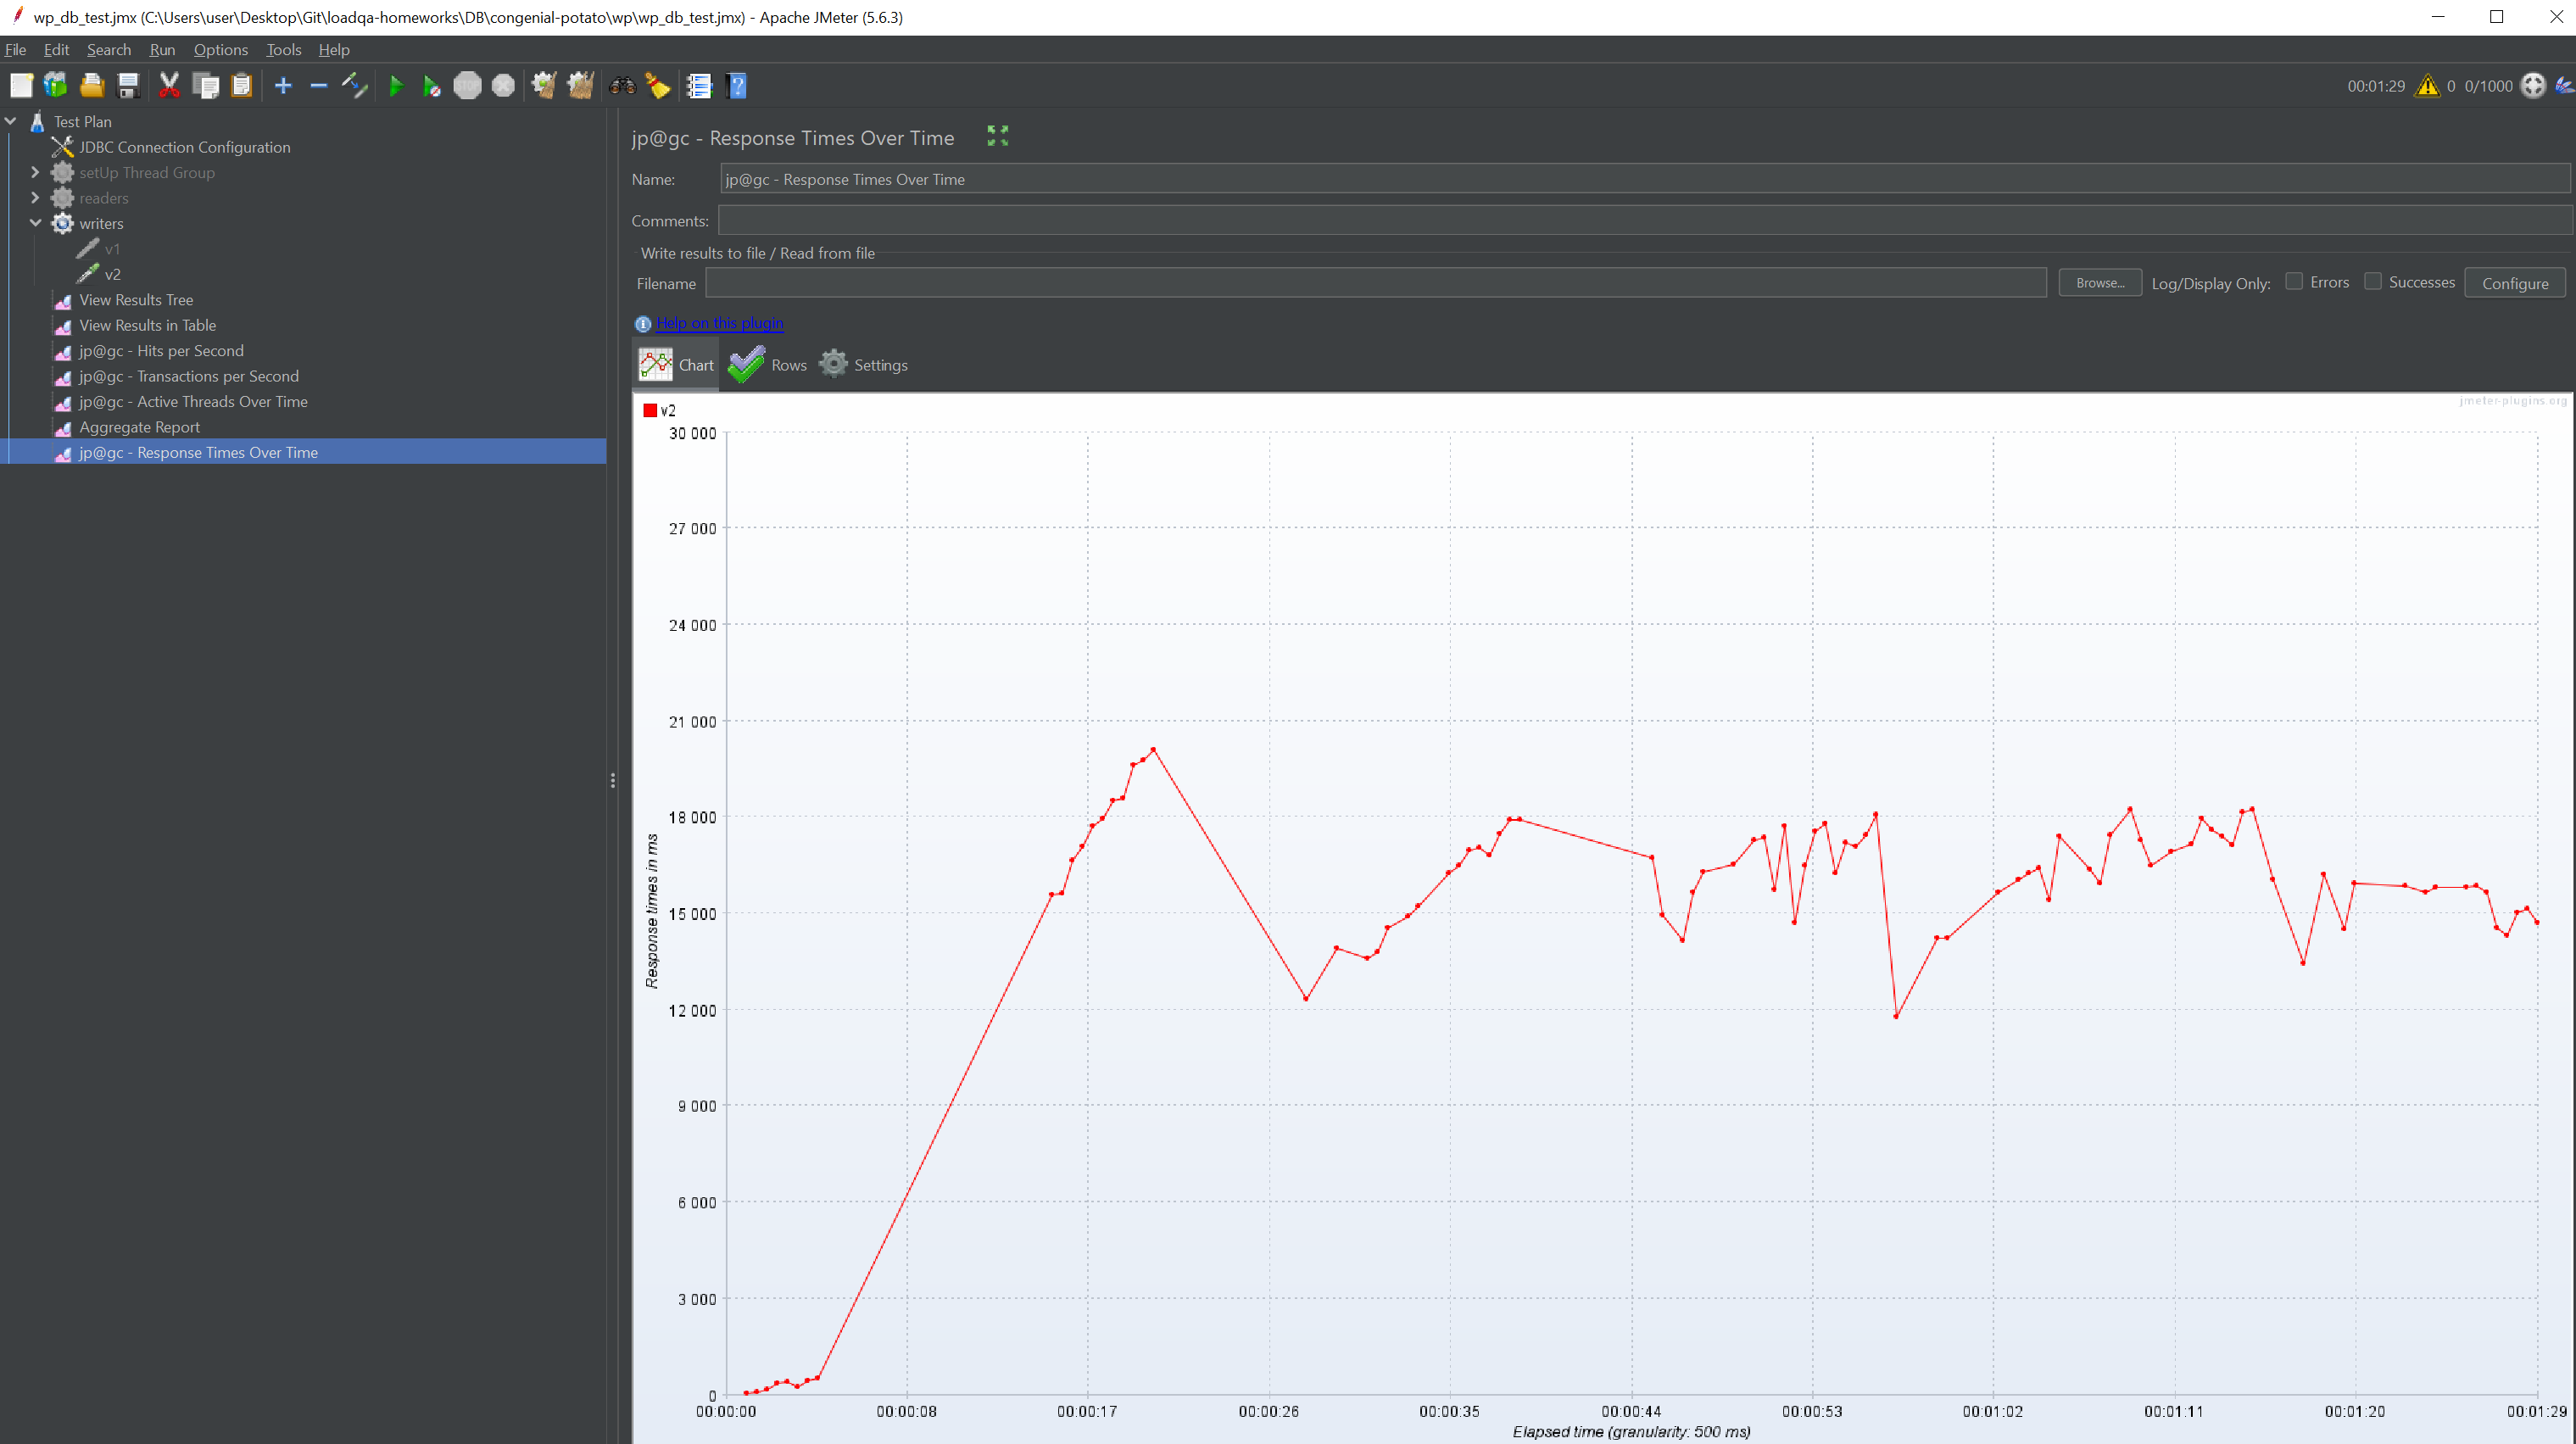 wp_db_test.jmx (C:\Users\user\Desktop\Git\loadqa-homeworks\DB\congenial-potato\wp\wp_db_test.jmx) - Apache JMeter (5.6.3)
File Edit Search Run Options Tools Help
STOP
?
00:01:29 0 0/1000
Test Plan
JDBC Connection Configuration
setUp Thread Group
readers
writers
v1
v2
View Results Tree
View Results in Table
jp@gc - Hits per Second
jp@gc - Transactions per Second
jp@gc - Active Threads Over Time
Aggregate Report
jp@gc - Response Times Over Time
jp@gc - Response Times Over Time
Name: jp@gc - Response Times Over Time
Comments:
Write results to file / Read from file
Filename Browse... Log/Display Only: Errors Successes Configure
Help on this plugin
Chart Rows Settings
v2
jmeter-plugins.org
30 000
27 000
24 000
21 000
18 000
15 000
12 000
9 000
6 000
3 000
0
Response times in ms
00:00:00 00:00:08 00:00:17 00:00:26 00:00:35 00:00:44 00:00:53 00:01:02 00:01:11 00:01:20 00:01:29
Elapsed time (granularity: 500 ms)